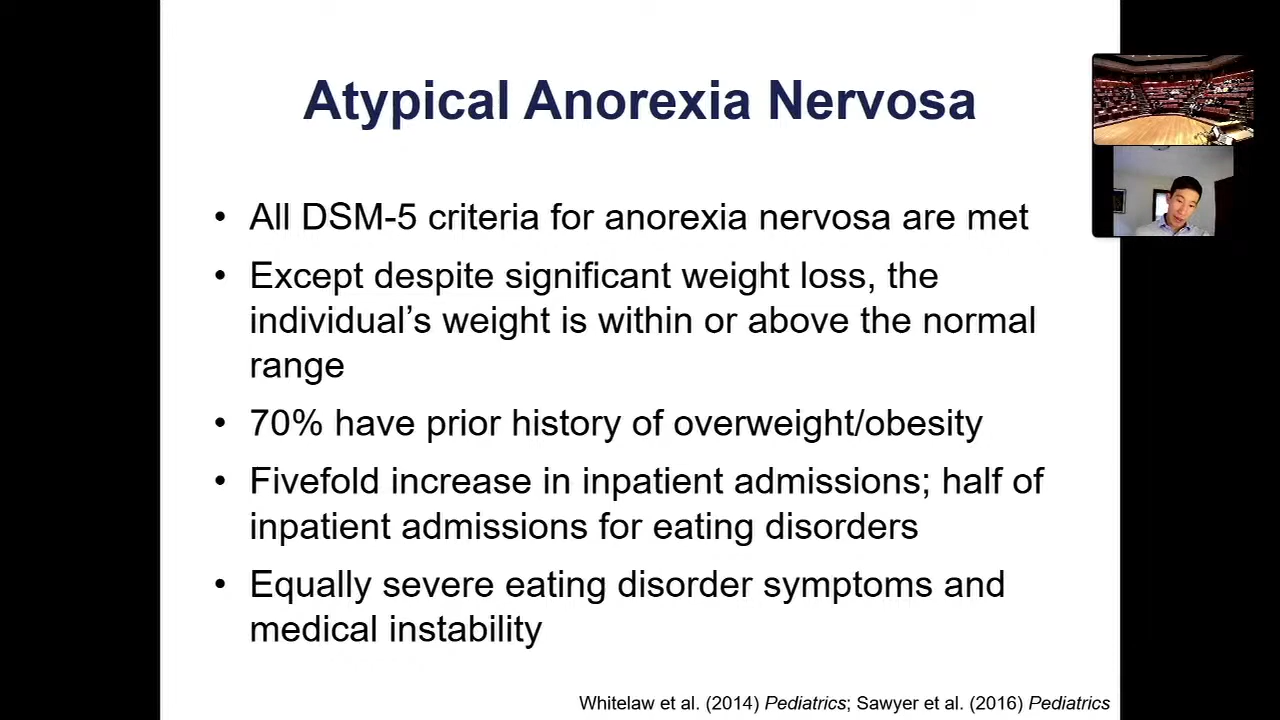 Atypical Anorexia Nervosa
• All DSM-5 criteria for anorexia nervosa are met
• Except despite significant weight loss, the
individual’s weight is within or above the normal
range
• 70% have prior history of overweight/obesity
• Fivefold increase in inpatient admissions; half of
inpatient admissions for eating disorders
• Equally severe eating disorder symptoms and
medical instability
Whitelaw et al. (2014) Pediatrics; Sawyer et al. (2016) Pediatrics